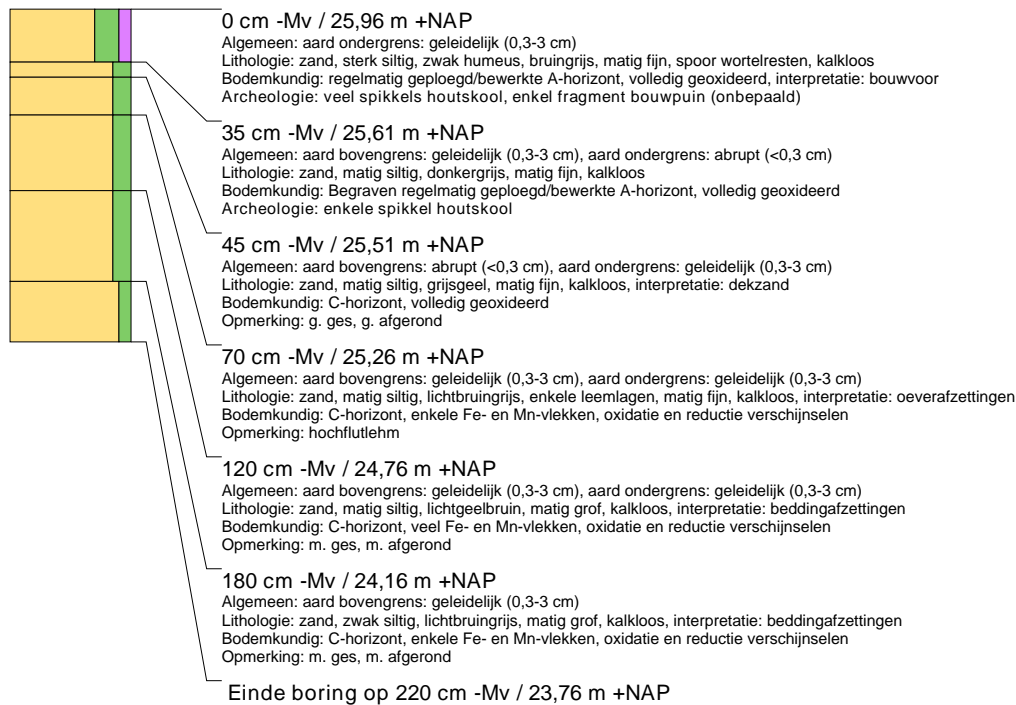 0 cm -Mv / 25,96 m +NAP
Algemeen: aard ondergrens: geleidelijk (0,3-3 cm)
Lithologie: zand, sterk siltig, zwak humeus, bruingrijs, matig fijn, spoor wortelresten, kalkloos
Bodemkundig: regelmatig geploegd/bewerkte A-horizont, volledig geoxideerd, interpretatie: bouwvoor
Archeologie: veel spikkels houtskool, enkel fragment bouwpuin (onbepaald)
35 cm -Mv / 25,61 m +NAP
Algemeen: aard bovengrens: geleidelijk (0,3-3 cm), aard ondergrens: abrupt (<0,3 cm)
Lithologie: zand, matig siltig, donkergrijs, matig fijn, kalkloos
Bodemkundig: Begraven regelmatig geploegd/bewerkte A-horizont, volledig geoxideerd
Archeologie: enkele spikkel houtskool
45 cm -Mv / 25,51 m +NAP
Algemeen: aard bovengrens: abrupt (<0,3 cm), aard ondergrens: geleidelijk (0,3-3 cm)
Lithologie: zand, matig siltig, grijsgeel, matig fijn, kalkloos, interpretatie: dekzand
Bodemkundig: C-horizont, volledig geoxideerd
Opmerking: g. ges, g. afgerond
70 cm -Mv / 25,26 m +NAP
Algemeen: aard bovengrens: geleidelijk (0,3-3 cm), aard ondergrens: geleidelijk (0,3-3 cm)
Lithologie: zand, matig siltig, lichtbruingrijs, enkele leemlagen, matig fijn, kalkloos, interpretatie: oeverafzettingen
Bodemkundig: C-horizont, enkele Fe- en Mn-vlekken, oxidatie en reductie verschijnselen
Opmerking: hochflutlehm
120 cm -Mv / 24,76 m +NAP
Algemeen: aard bovengrens: geleidelijk (0,3-3 cm), aard ondergrens: geleidelijk (0,3-3 cm)
Lithologie: zand, matig siltig, lichtgeelbruin, matig grof, kalkloos, interpretatie: beddingafzettingen
Bodemkundig: C-horizont, veel Fe- en Mn-vlekken, oxidatie en reductie verschijnselen
Opmerking: m. ges, m. afgerond
180 cm -Mv / 24,16 m +NAP
Algemeen: aard bovengrens: geleidelijk (0,3-3 cm)
Lithologie: zand, zwak siltig, lichtbruingrijs, matig grof, kalkloos, interpretatie: beddingafzettingen
Bodemkundig: C-horizont, enkele Fe- en Mn-vlekken, oxidatie en reductie verschijnselen
Opmerking: m. ges, m. afgerond
Einde boring op 220 cm -Mv / 23,76 m +NAP